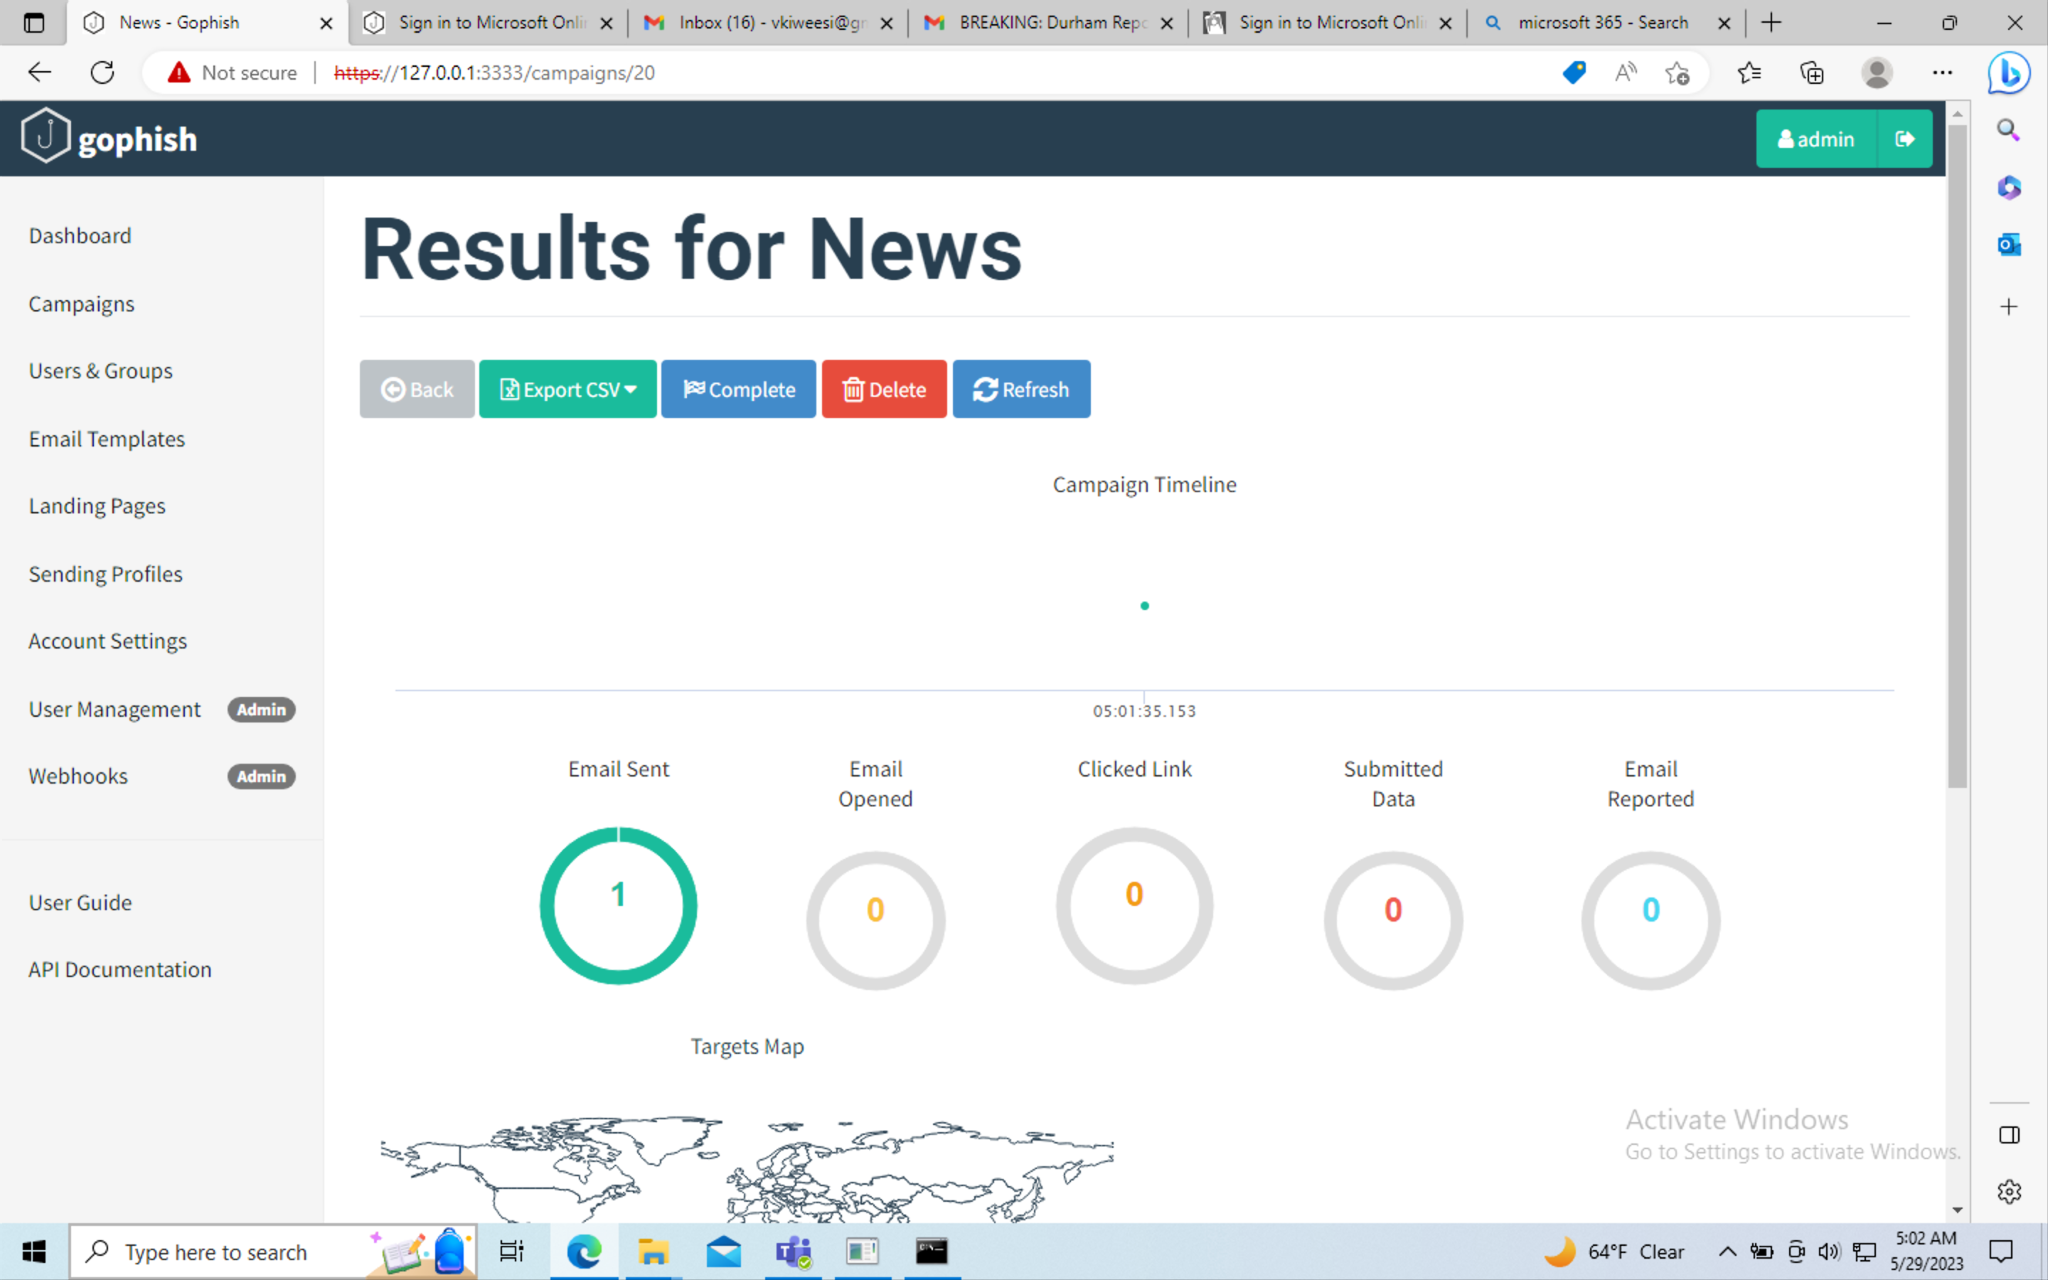 News - Gophish
Sign in to Microsoft Onli
Inbox (16) - vkiweesi@gm
BREAKING: Durham Repo
Sign in to Microsoft Onli
microsoft 365 - Search
Not secure
https://127.0.0.1:3333/campaigns/20
gophish
admin
Dashboard
Campaigns
Users & Groups
Email Templates
Landing Pages
Sending Profiles
Account Settings
User Management Admin
Webhooks Admin
User Guide
API Documentation
Results for News
Back
Export CSV
Complete
Delete
Refresh
Campaign Timeline
05:01:35.153
Email Sent
Email
Opened
Clicked Link
Submitted
Data
Email
Reported
1
0
0
0
0
Targets Map
Activate Windows
Go to Settings to activate Windows.
Type here to search
64°F Clear
5:02 AM
5/29/2023